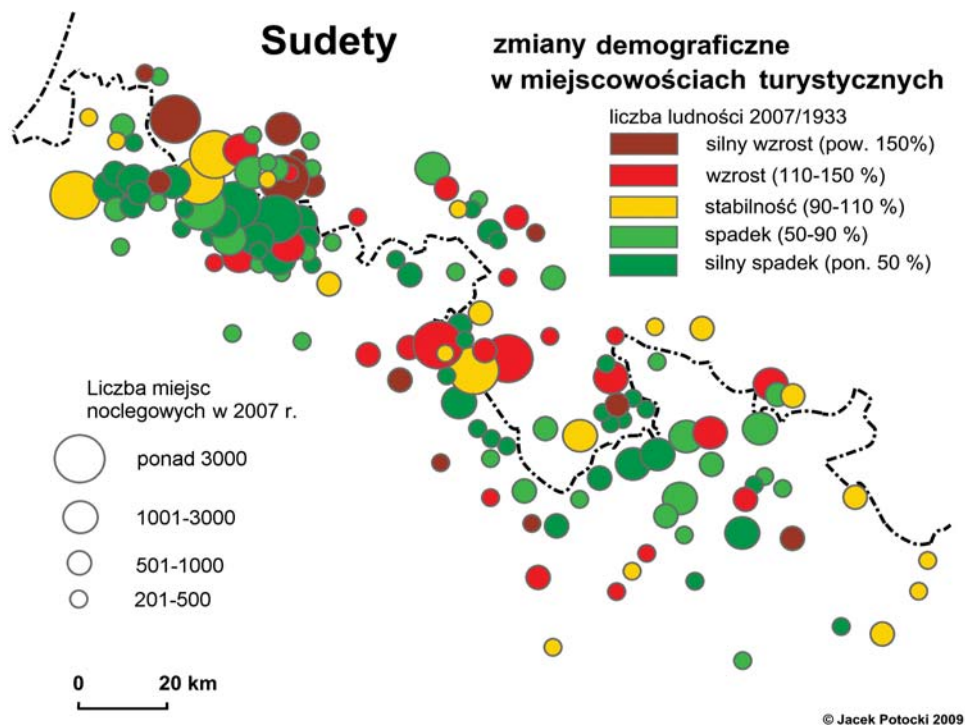 Sudety
zmiany demograficzne
w miejscowościach turystycznych
liczba ludności 2007/1933
silny wzrost (pow. 150%)
wzrost (110-150 %)
stabilność (90-110 %)
spadek (50-90 %)
silny spadek (pon. 50 %)
Liczba miejsc
noclegowych w 2007 r.
ponad 3000
1001-3000
501-1000
201-500
0 20 km
© Jacek Potocki 2009